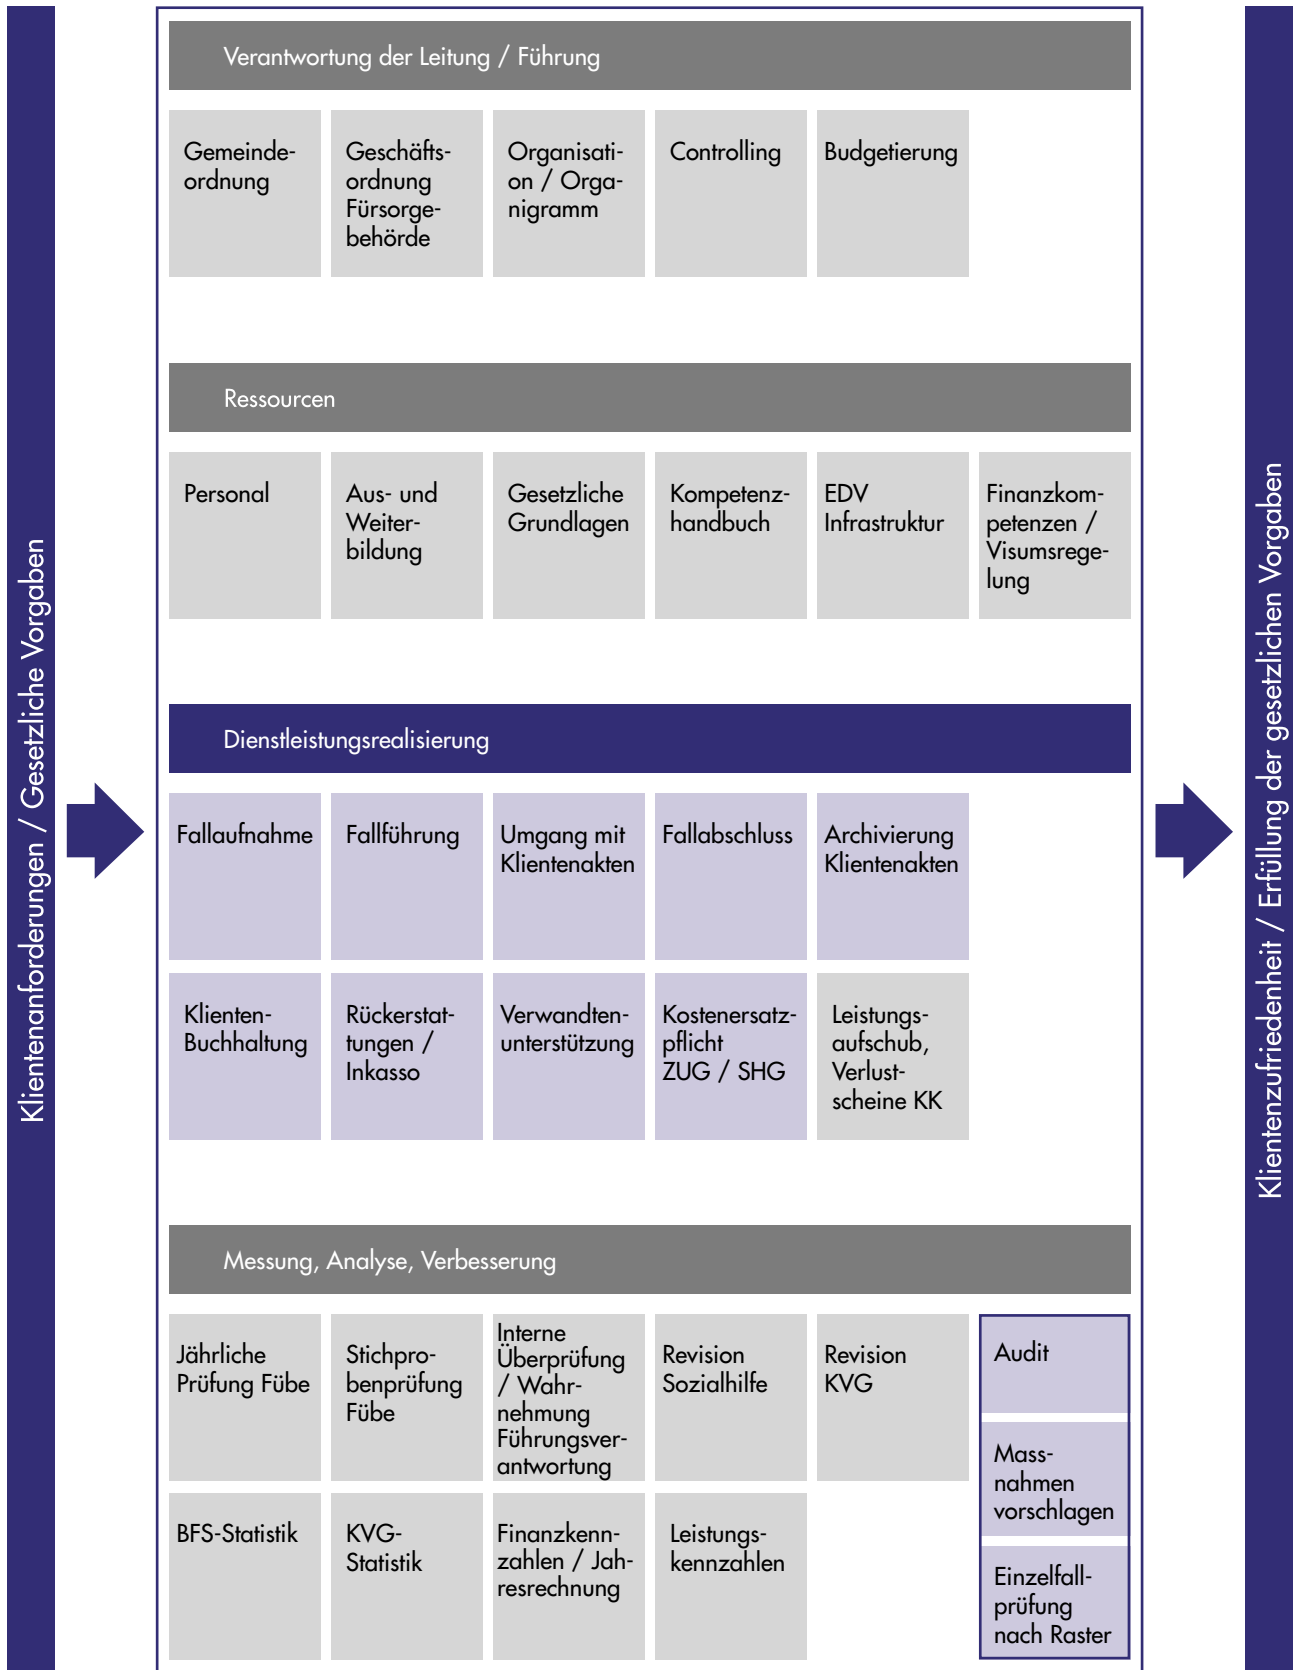 Klientenanforderungen / Gesetzliche Vorgaben
Verantwortung der Leitung / Führung
Gemeinde-
ordnung
Geschäfts-
ordnung
Fürsorge-
behörde
Organisati-
on / Orga-
nigramm
Controlling
Budgetierung
Ressourcen
Personal
Aus- und
Weiter-
bildung
Gesetzliche
Grundlagen
Kompetenz-
handbuch
EDV
Infrastruktur
Finanzkom-
petenzen /
Visumsrege-
lung
Dienstleistungsrealisierung
Fallaufnahme
Fallführung
Umgang mit
Klientenakten
Fallabschluss
Archivierung
Klientenakten
Klienten-
Buchhaltung
Rückerstat-
tungen /
Inkasso
Verwandten-
unterstützung
Kostenersatz-
pflicht
ZUG / SHG
Leistungs-
aufschub,
Verlust-
scheine KK
Messung, Analyse, Verbesserung
Jährliche
Prüfung Fübe
Stichpro-
benprüfung
Fübe
Interne
Überprüfung
/ Wahr-
nehmung
Führungsver-
antwortung
Revision
Sozialhilfe
Revision
KVG
Audit
Mass-
nahmen
vorschlagen
Einzelfall-
prüfung
nach Raster
BFS-Statistik
KVG-
Statistik
Finanzkenn-
zahlen / Jah-
resrechnung
Leistungs-
kennzahlen
Klientenzufriedenheit / Erfüllung der gesetzlichen Vorgaben